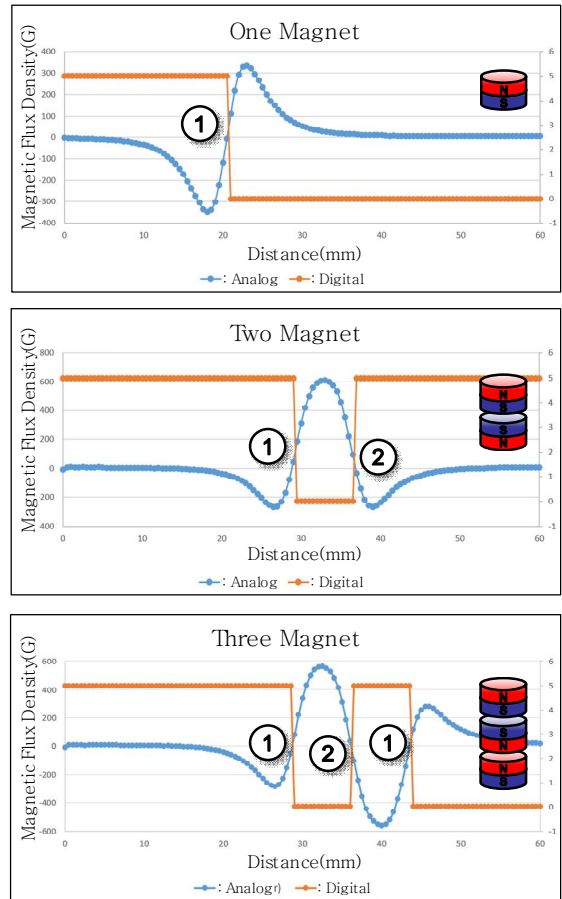 One Magnet
Magnetic Flux Density(G)
400
300
200
100
0
-100
-200
-300
-400
6
5
4
3
2
1
0
-1
1
N
S
0 10 20 30 40 50 60
Distance(mm)
: Analog : Digital
Two Magnet
Magnetic Flux Density(G)
800
600
400
200
0
-200
400
6
5
4
3
2
1
0
-1
1 2
N
S
S
N
0 10 20 30 40 50 60
Distance(mm)
: Analog : Digital
Three Magnet
Magnetic Flux Density(G)
600
400
200
0
-200
-400
-600
6
5
4
3
2
1
0
-1
1 2 1
N
S
S
N
N
S
0 10 20 30 40 50 60
Distance(mm)
: Analogr) : Digital